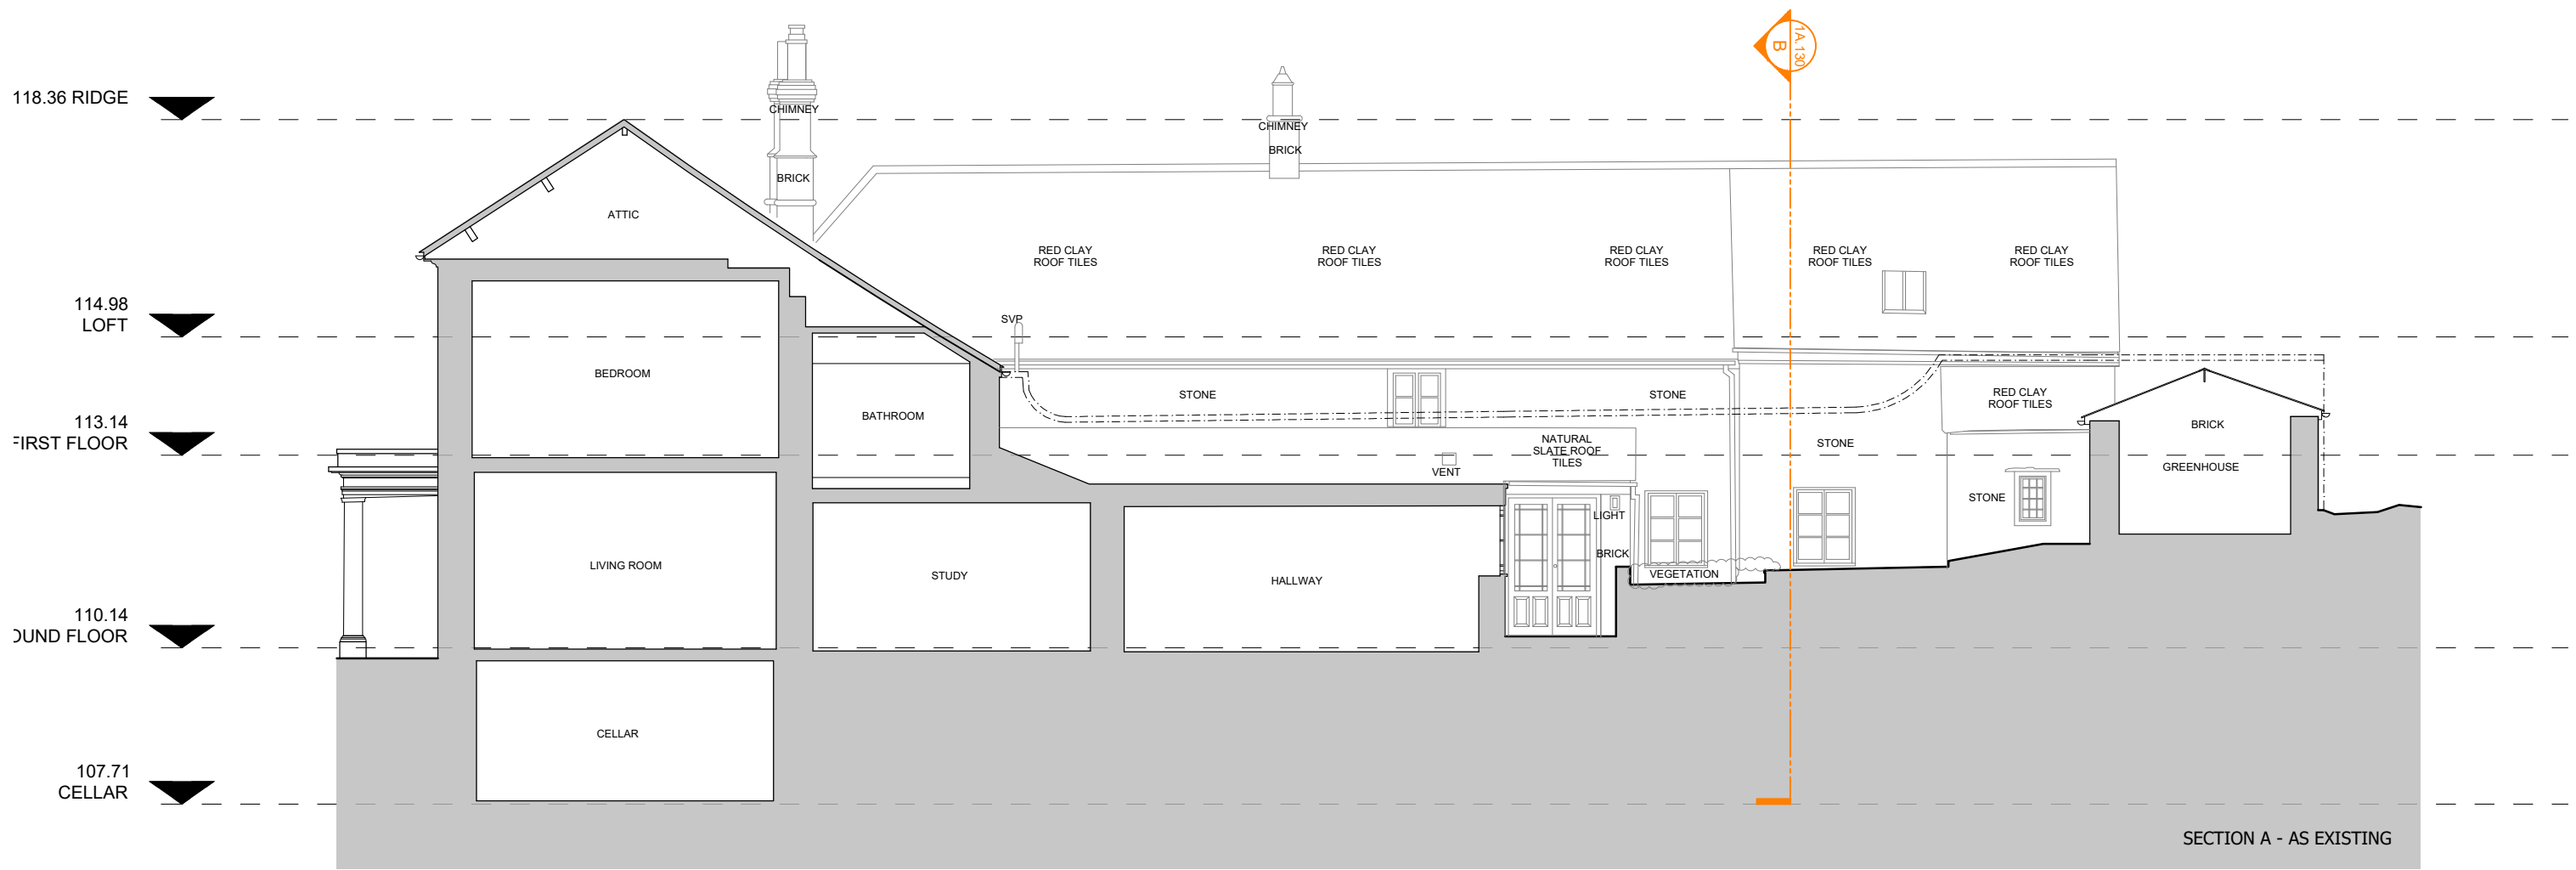 1A.130
B
118.36 RIDGE
CHIMNEY
CHIMNEY
BRICK
BRICK
ATTIC
RED CLAY
ROOF TILES
RED CLAY
ROOF TILES
RED CLAY
ROOF TILES
RED CLAY
ROOF TILES
RED CLAY
ROOF TILES
114.98
LOFT
SVP
BEDROOM
STONE
STONE
RED CLAY
ROOF TILES
BATHROOM
113.14
FIRST FLOOR
BRICK
NATURAL
SLATE ROOF
TILES
STONE
VENT
GREENHOUSE
STONE
LIGHT
BRICK
LIVING ROOM
STUDY
HALLWAY
VEGETATION
110.14
OUND FLOOR
CELLAR
107.71
CELLAR
SECTION A - AS EXISTING